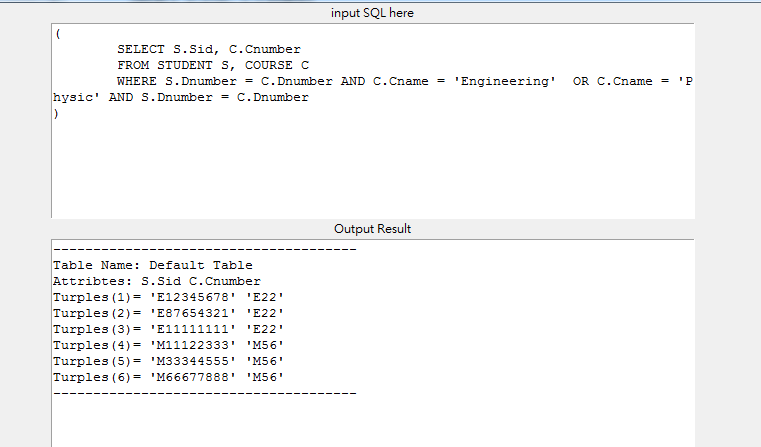 input SQL here
(
SELECT S.Sid, C.Cnumber
FROM STUDENT S, COURSE C
WHERE S.Dnumber = C.Dnumber AND C.Cname = 'Engineering'  OR C.Cname = 'P
hysic' AND S.Dnumber = C.Dnumber
)
Output Result
--------------------------------------
Table Name: Default Table
Attribtes: S.Sid C.Cnumber
Turples(1)= 'E12345678' 'E22'
Turples(2)= 'E87654321' 'E22'
Turples(3)= 'E11111111' 'E22'
Turples(4)= 'M11122333' 'M56'
Turples(5)= 'M33344555' 'M56'
Turples(6)= 'M66677888' 'M56'
--------------------------------------